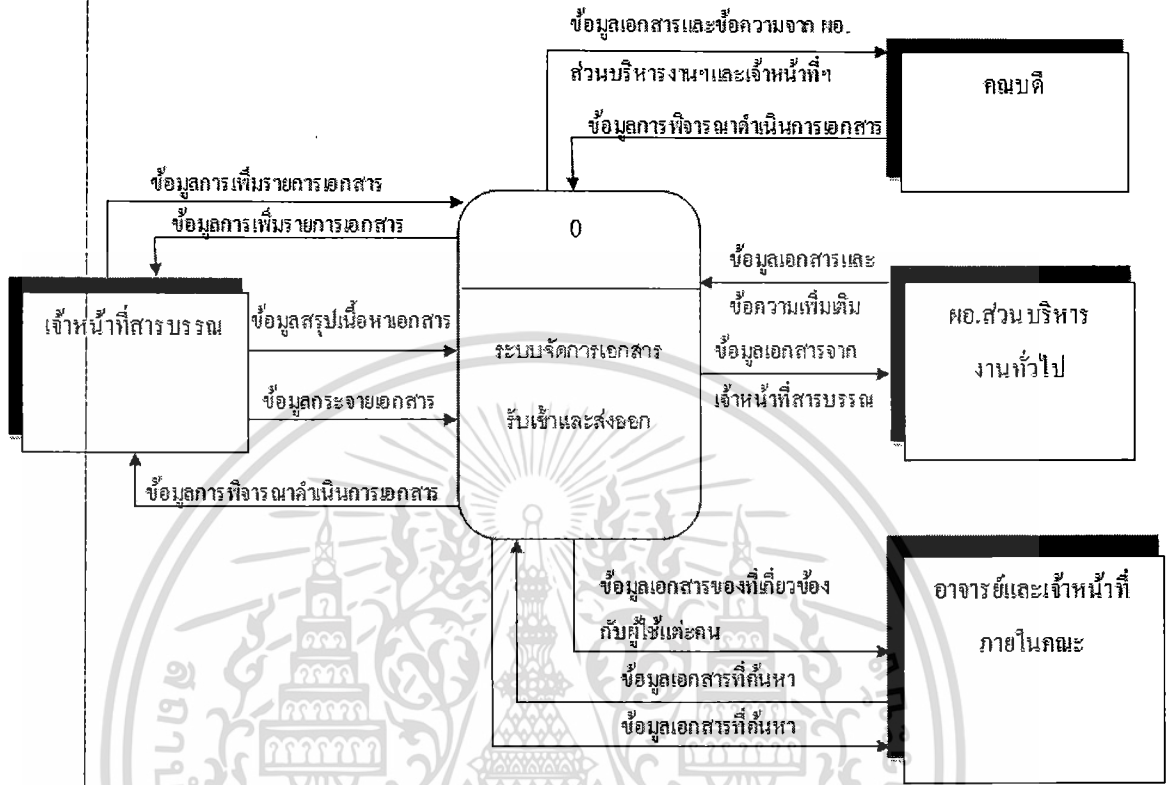 ข้อมูลเอกสารและข้อความจาก ผอ.
ส่วนบริหารงานฯและเจ้าหน้าที่ฯ
ข้อมูลการพิจารณาดำเนินการเอกสาร
คณบดี
ข้อมูลการเพิ่มรายการเอกสาร
ข้อมูลการเพิ่มรายการเอกสาร
เจ้าหน้าที่สารบรรณ
ข้อมูลสรุปเนื้อหาเอกสาร
ข้อมูลกระจายเอกสาร
ข้อมูลการพิจารณาดำเนินการเอกสาร
0
ระบบจัดการเอกสาร
รับเข้าและส่งออก
ข้อมูลเอกสารและ
ข้อความเพิ่มเติม
ข้อมูลเอกสารจาก
เจ้าหน้าที่สารบรรณ
ผอ.ส่วนบริหาร
งานทั่วไป
ข้อมูลเอกสารของที่เกี่ยวข้อง
กับผู้ใช้แต่ะคน
ข้อมูลเอกสารที่ค้นหา
ข้อมูลเอกสารที่ค้นหา
อาจารย์และเจ้าหน้าที่
ภายในคณะ